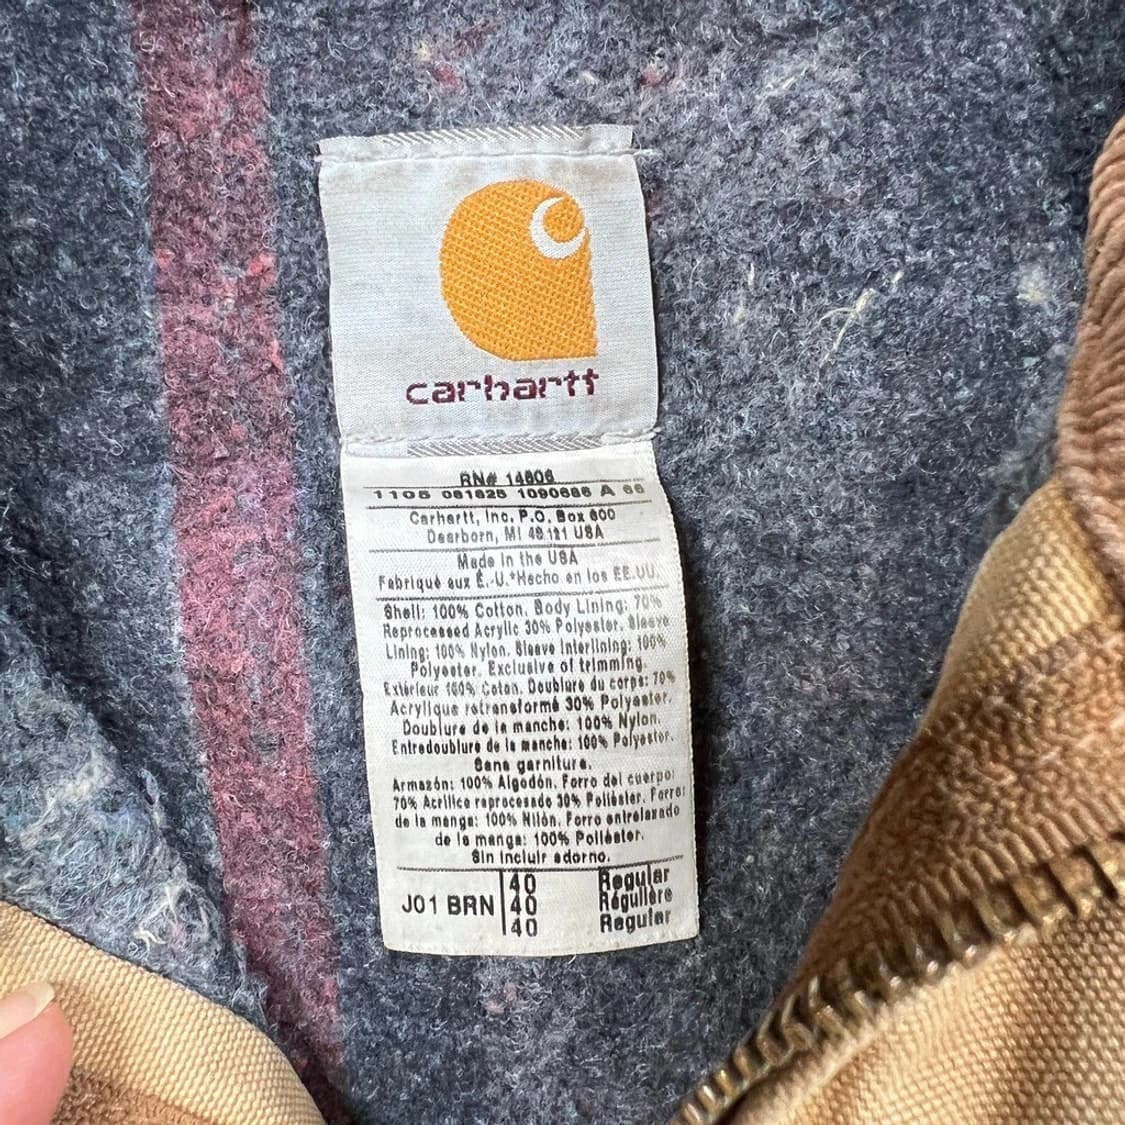 carhartt
RN# 14806
1105 081825 1090686 A 66
Carhartt, Inc. P.O. Box 600
Dearborn, MI 48121 USA
Made in the USA
Fabriqué aux É.-U.*Hecho en los EE.UU.
Shell: 100% Cotton. Body Lining: 70%
Reprocessed Acrylic 30% Polyester. Sleeve
Lining: 100% Nylon. Sleeve Interlining: 100%
Polyester. Exclusive of trimming.
Extérieur 100% Coton. Doublure du corps: 70%
Acrylique retransformé 30% Polyester.
Doublure de la manche: 100% Nylon.
Entredoublure de la manche: 100% Polyester.
Sans garniture.
Armazón: 100% Algodón. Forro del cuerpo:
70% Acrílico reprocesado 30% Poliéster. Forro:
de la manga: 100% Nilón. Forro entrelazado
de la manga: 100% Poliéster.
Sin incluir adorno.
40 Regular
J01 BRN 40 Régulière
40 Regular